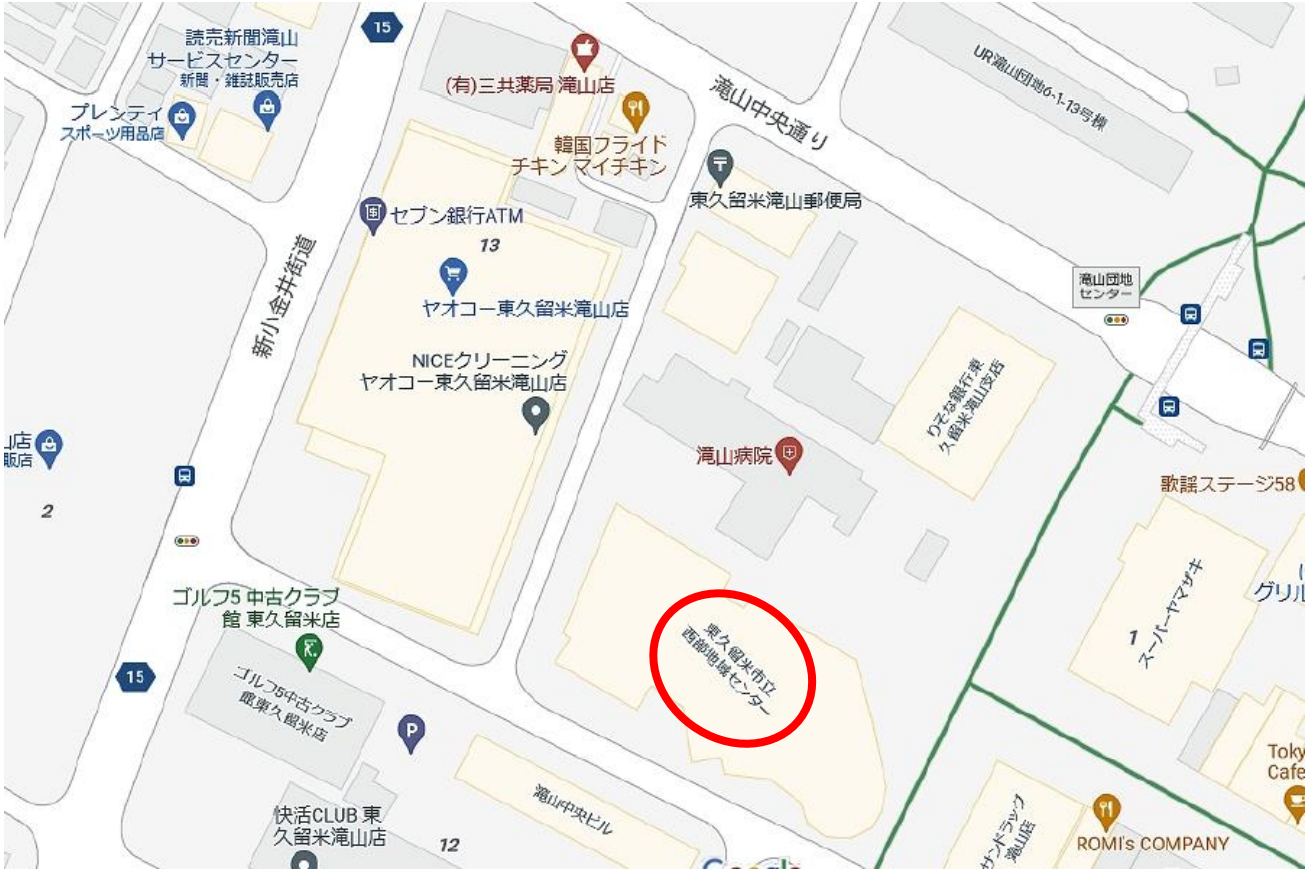 15
読売新聞滝山
サービスセンター
新聞・雑誌販売店
プレンティ
スポーツ用品店
(有)三共薬局 滝山店
韓国フライド
チキン マイチキン
滝山中央通り
UR滝山団地6-1-13号棟
東久留米滝山郵便局
セブン銀行ATM
13
ヤオコー東久留米滝山店
新小金井街道
NICEクリーニング
ヤオコー東久留米滝山店
滝山団地
センター
りそな銀行東
久留米滝山支店
滝山病院
歌謡ステージ58
山店
販店
2
スーパーヤマザキ
1
グリル
ゴルフ5 中古クラブ
館 東久留米店
15
ゴルフ5中古クラブ
館東久留米店
東久留米市立
西部地域センター
P
滝山中央ビル
快活CLUB 東
久留米滝山店
12
サンドラッグ
滝山店
ROMI's COMPANY
Toky
Cafe